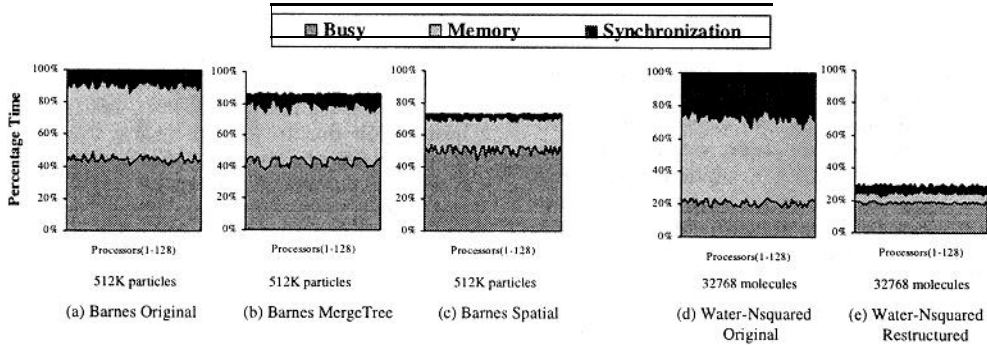 Busy Memory Synchronization
Percentage Time
100%
80%
60%
40%
20%
0%
Processors(1-128)
512K particles
(a) Barnes Original
100%
80%
60%
40%
20%
0%
Processors(1-128)
512K particles
(b) Barnes MergeTree
100%
80%
60%
40%
20%
0%
Processors(1-128)
512K particles
(c) Barnes Spatial
100%
80%
60%
40%
20%
0%
Processors(1-128)
32768 molecules
(d) Water-Nsquared
Original
100%
80%
60%
40%
20%
0%
Processors(1-128)
32768 molecules
(e) Water-Nsquared
Restructured